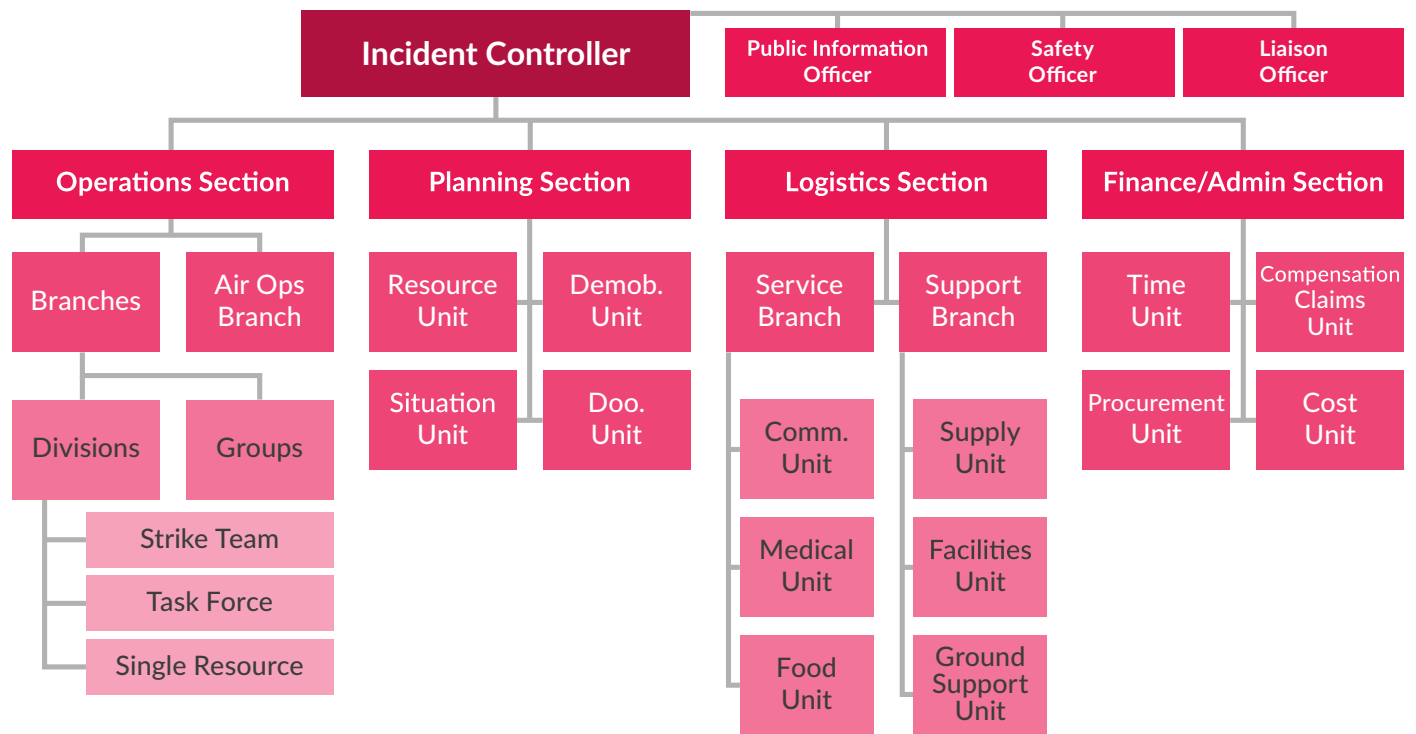 Incident Controller
Public Information
Officer
Safety
Officer
Liaison
Officer
Operations Section
Planning Section
Logistics Section
Finance/Admin Section
Branches
Air Ops
Branch
Resource
Unit
Demob.
Unit
Service
Branch
Support
Branch
Time
Unit
Compensation
Claims
Unit
Divisions
Groups
Situation
Unit
Doo.
Unit
Comm.
Unit
Supply
Unit
Procurement
Unit
Cost
Unit
Strike Team
Task Force
Single Resource
Medical
Unit
Facilities
Unit
Food
Unit
Ground
Support
Unit